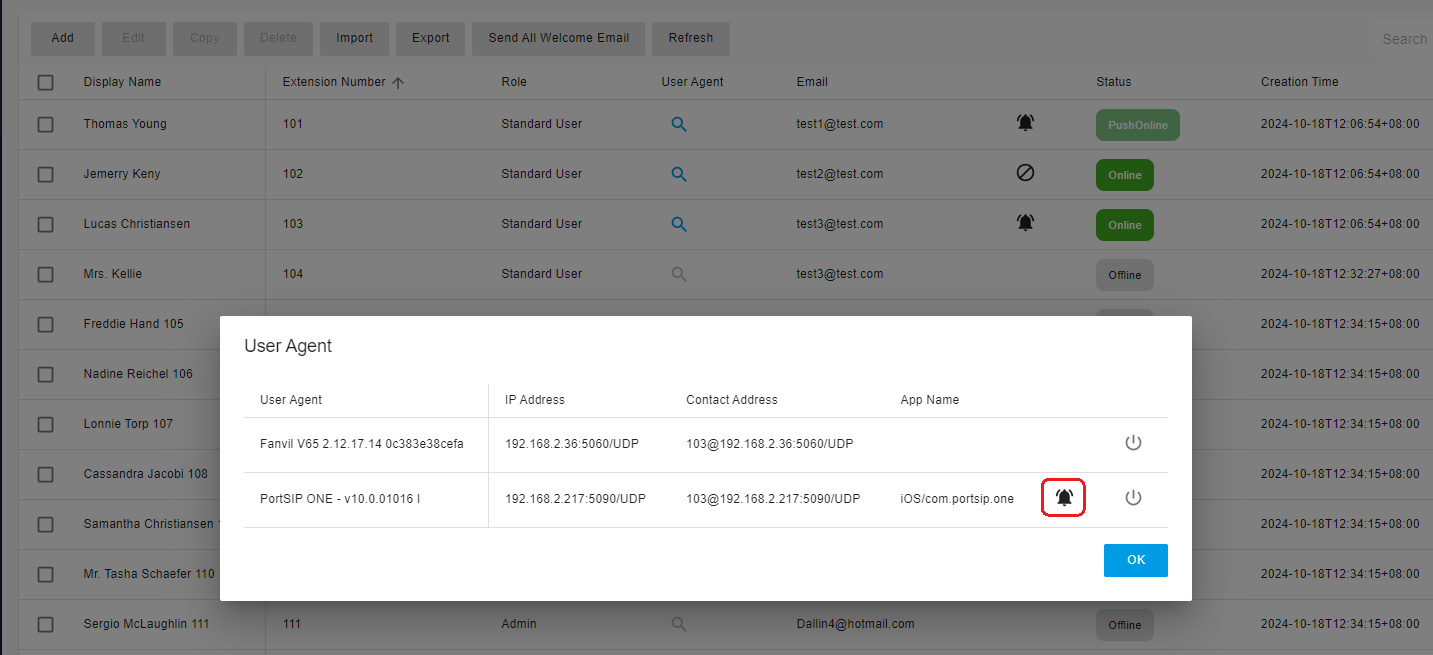 Add Edit Copy Delete Import Export Send All Welcome Email Refresh Search
Display Name Extension Number Role User Agent Email Status Creation Time
Thomas Young 101 Standard User test1@test.com PushOnline 2024-10-18T12:06:54+08:00
Jemerry Keny 102 Standard User test2@test.com Online 2024-10-18T12:06:54+08:00
Lucas Christiansen 103 Standard User test3@test.com Online 2024-10-18T12:06:54+08:00
Mrs. Kellie 104 Standard User test3@test.com Offline 2024-10-18T12:32:27+08:00
Freddie Hand 105 2024-10-18T12:34:15+08:00
Nadine Reichel 106 2024-10-18T12:34:15+08:00
Lonnie Torp 107 2024-10-18T12:34:15+08:00
Cassandra Jacobi 108 2024-10-18T12:34:15+08:00
Samantha Christiansen 2024-10-18T12:34:15+08:00
Mr. Tasha Schaefer 110 2024-10-18T12:34:15+08:00
Sergio McLaughlin 111 111 Admin Dallin4@hotmail.com Offline 2024-10-18T12:34:15+08:00
User Agent
User Agent IP Address Contact Address App Name
Fanvil V65 2.12.17.14 0c383e38cefa 192.168.2.36:5060/UDP 103@192.168.2.36:5060/UDP
PortSIP ONE - v10.0.01016 I 192.168.2.217:5090/UDP 103@192.168.2.217:5090/UDP iOS/com.portsip.one
OK